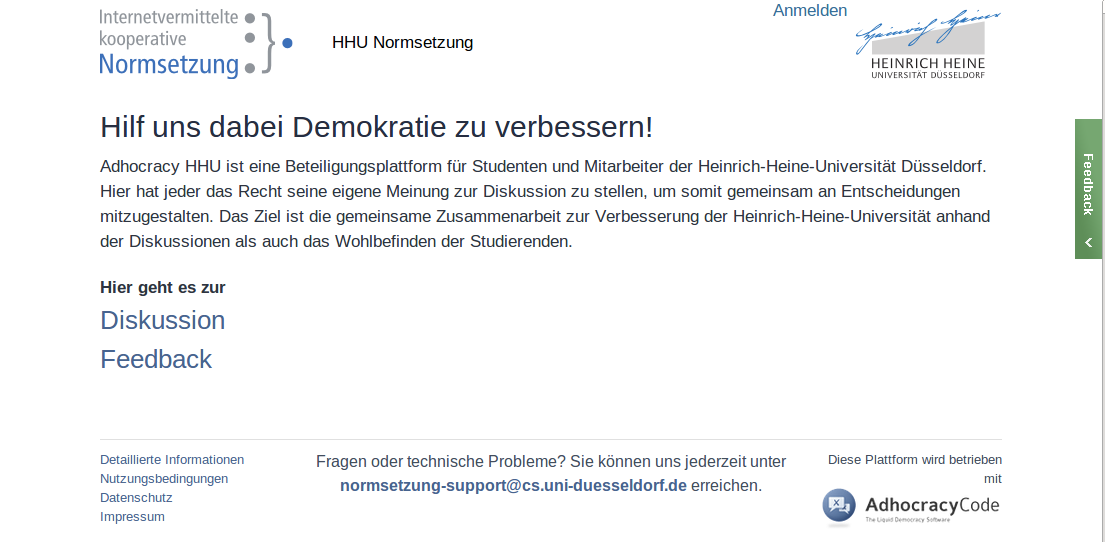 Internetvermittelte
kooperative
Normsetzung
HHU Normsetzung
Anmelden
HEINRICH HEINE
UNIVERSITÄT DÜSSELDORF
Hilf uns dabei Demokratie zu verbessern!
Adhocracy HHU ist eine Beteiligungsplattform für Studenten und Mitarbeiter der Heinrich-Heine-Universität Düsseldorf.
Hier hat jeder das Recht seine eigene Meinung zur Diskussion zu stellen, um somit gemeinsam an Entscheidungen
mitzugestalten. Das Ziel ist die gemeinsame Zusammenarbeit zur Verbesserung der Heinrich-Heine-Universität anhand
der Diskussionen als auch das Wohlbefinden der Studierenden.
Feedback
Hier geht es zur
Diskussion
Feedback
Detaillierte Informationen
Nutzungsbedingungen
Datenschutz
Impressum
Fragen oder technische Probleme? Sie können uns jederzeit unter
normsetzung-support@cs.uni-duesseldorf.de erreichen.
Diese Plattform wird betrieben
mit
AdhocracyCode
The Liquid Democracy Software